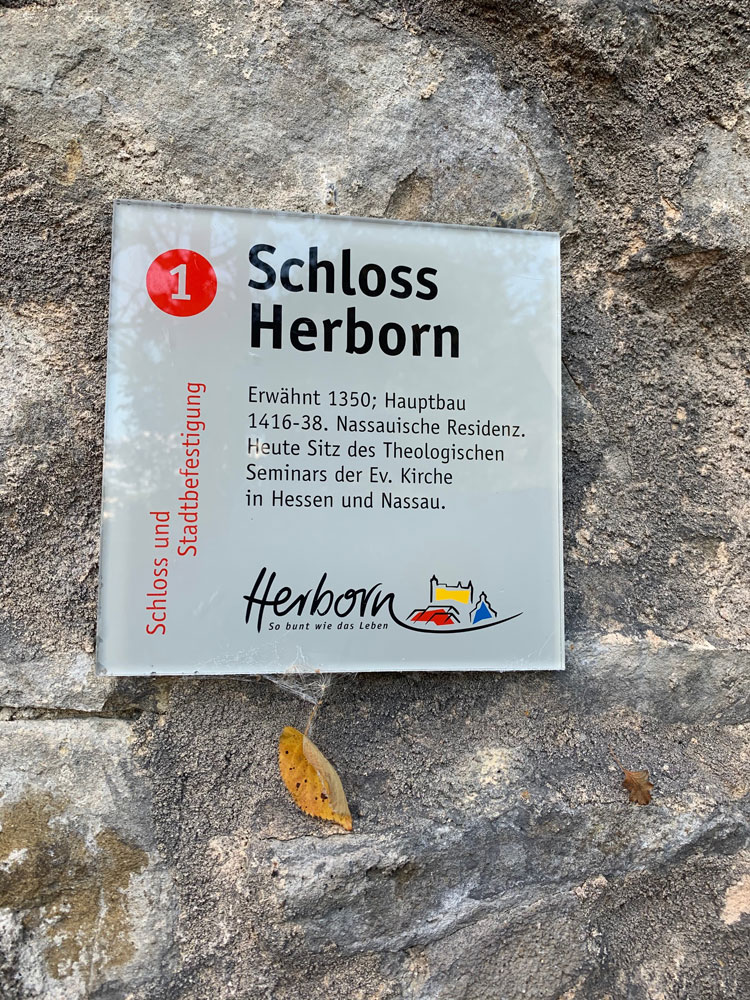 1
Schloss
Herborn
Erwähnt 1350; Hauptbau
1416-38. Nassauische Residenz.
Heute Sitz des Theologischen
Seminars der Ev. Kirche
in Hessen und Nassau.
Schloss und
Stadtbefestigung
Herborn
So bunt wie das Leben